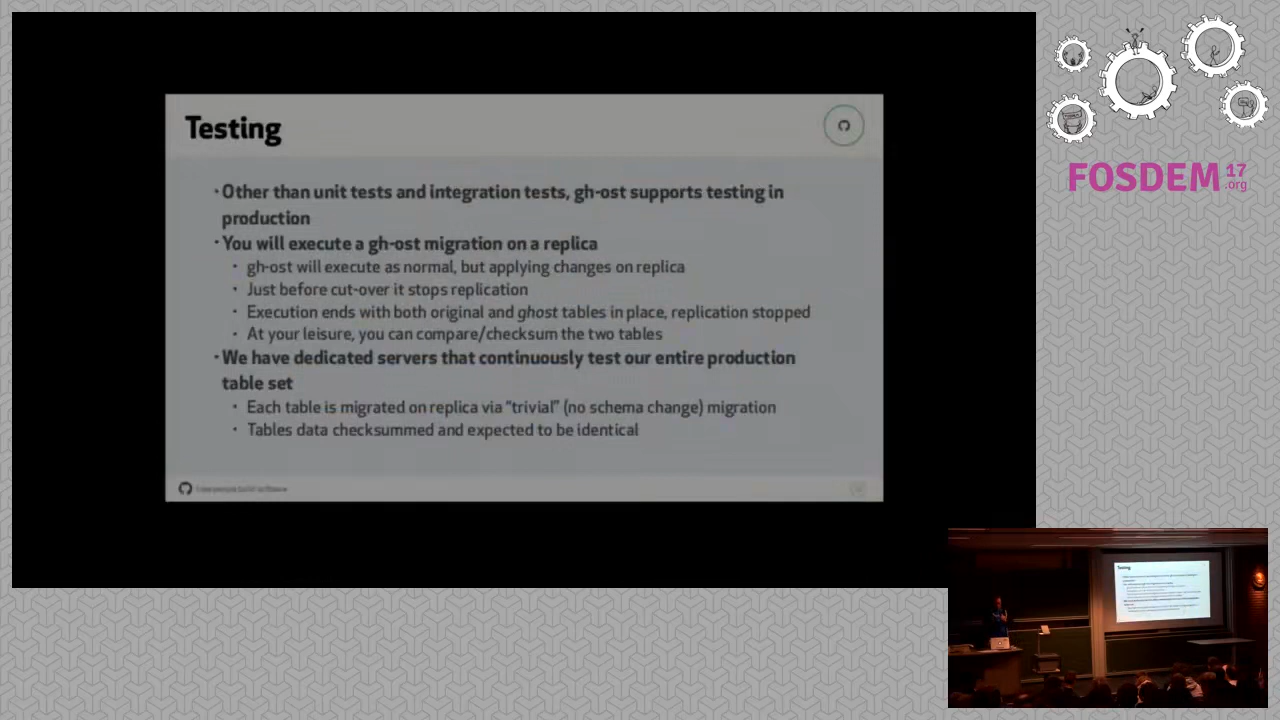 Testing
· Other than unit tests and integration tests, gh-ost supports testing in
production
· You will execute a gh-ost migration on a replica
· gh-ost will execute as normal, but applying changes on replica
· Just before cut-over it stops replication
· Execution ends with both original and ghost tables in place, replication stopped
· At your leisure, you can compare/checksum the two tables
· We have dedicated servers that continuously test our entire production
table set
· Each table is migrated on replica via “trivial” (no schema change) migration
· Tables data checksummed and expected to be identical
FOSDEM 17
.org
Testing